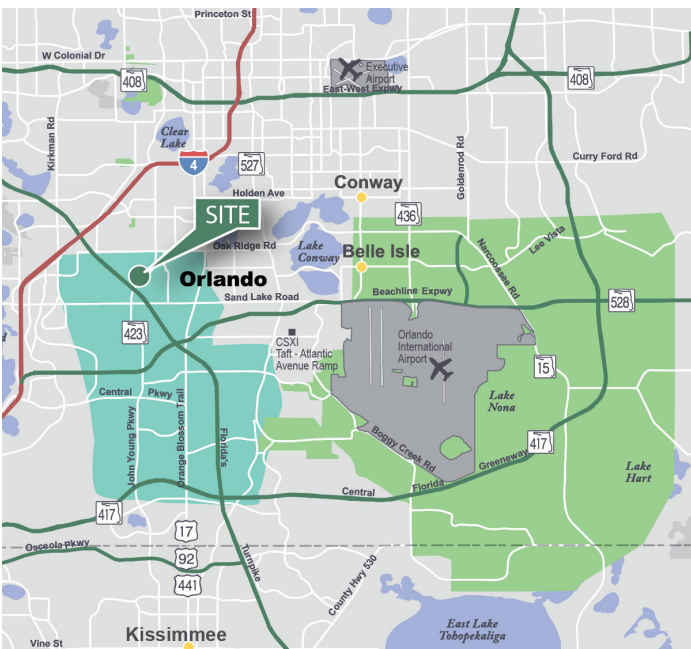 Princeton St
W Colonial Dr
Executive
Airport
408
408
East-West Expwy
Kirkman Rd
Clear
Lake
4
527
Goldenrod Rd
Curry Ford Rd
Conway
Holden Ave
SITE
436
Oak Ridge Rd
Lake
Conway
Belle Isle
Narcoossee Rd
Lee Vista
Orlando
Sand Lake Road
Beachline Expwy
528
423
CSXI
Taft - Atlantic
Avenue Ramp
Orlando
International
Airport
15
Central Pkwy
Lake
Nona
John Young Pkwy
Orange Blossom Trail
Florida's
Turnpike
Boggy Creek Rd
417
Lake
Hart
Central Florida Greeneway
417
17
92
441
Osceola Pkwy
County Hwy 530
East Lake
Tohopekaliga
Kissimmee
Vine St